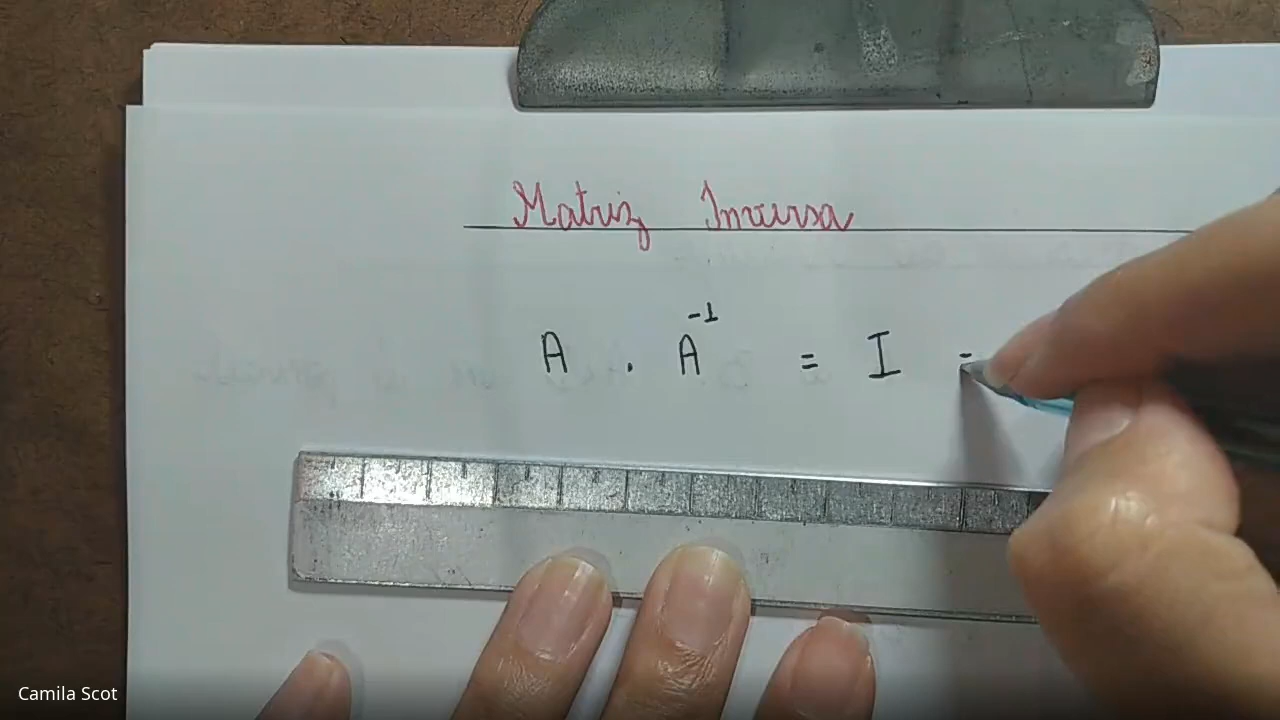 Matriz Inversa
A . A⁻¹ = I =
Camila Scot